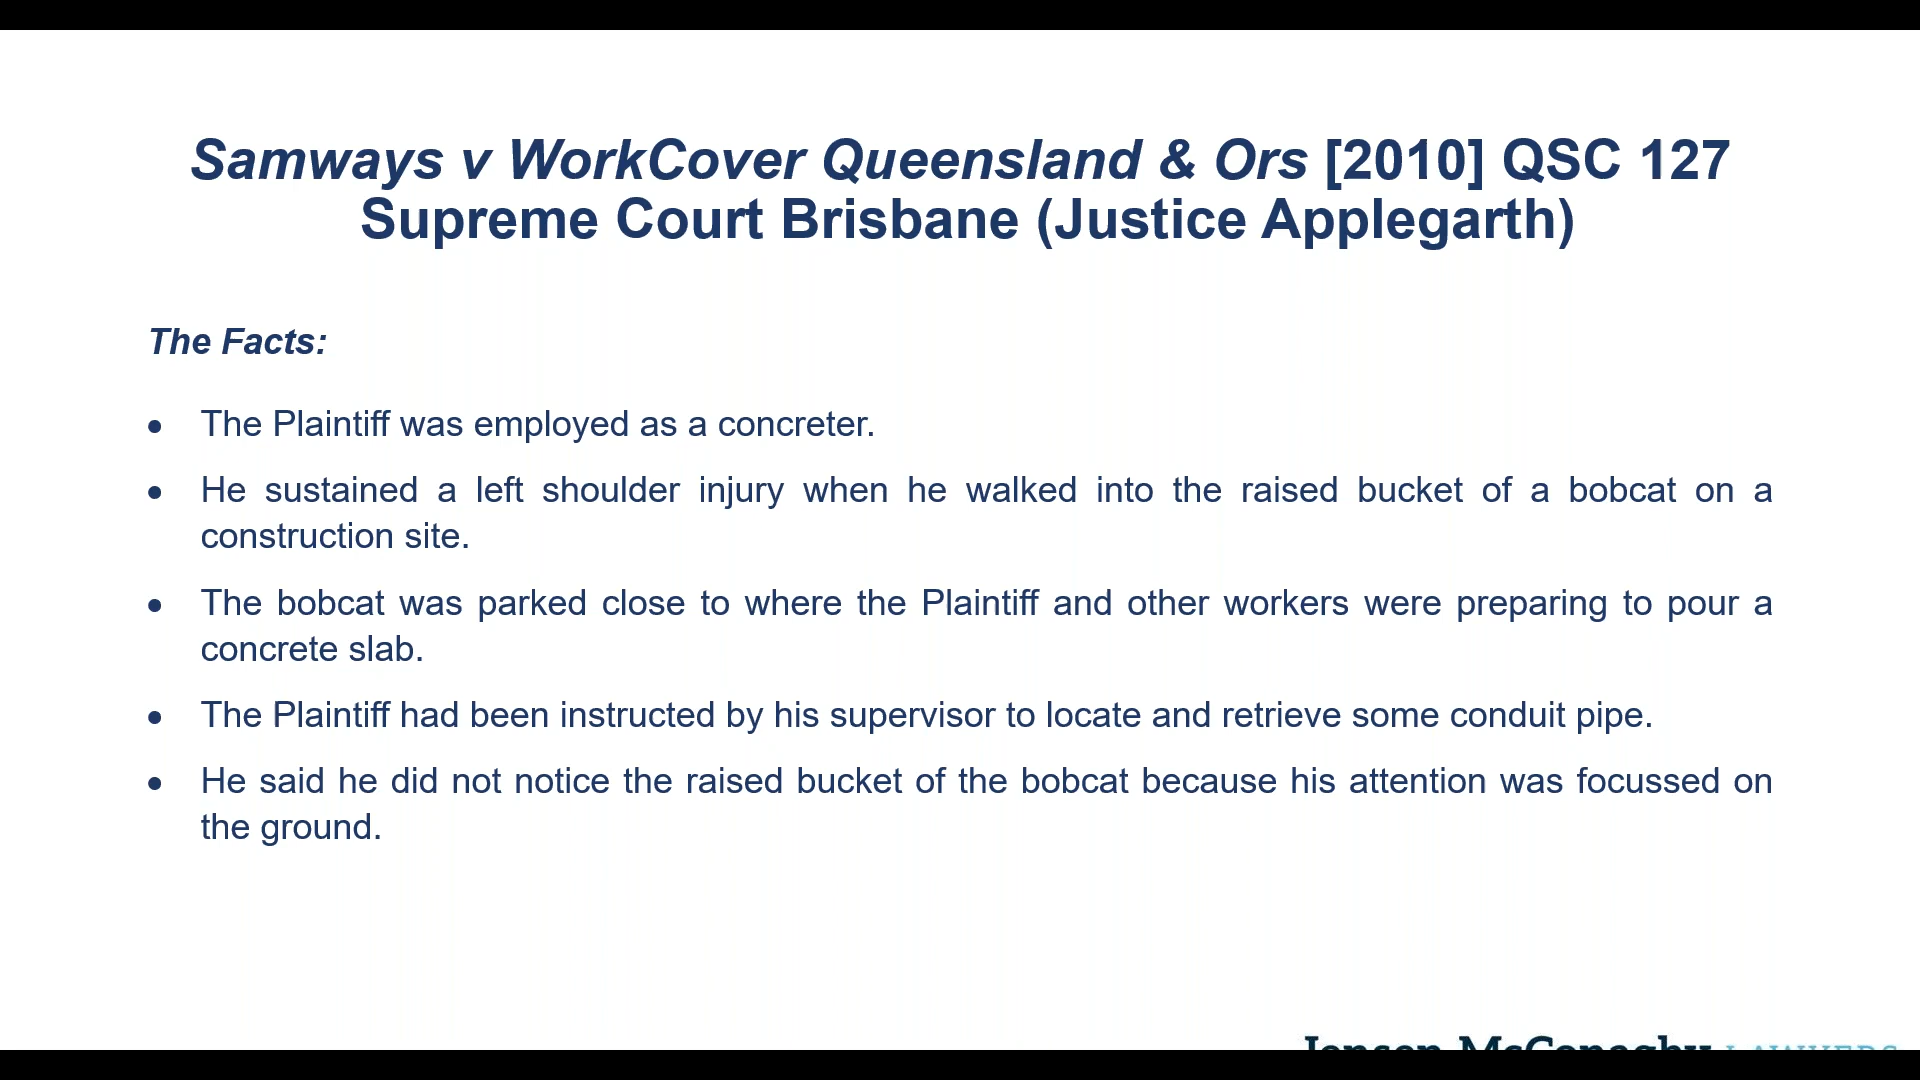 Samways v WorkCover Queensland & Ors [2010] QSC 127
Supreme Court Brisbane (Justice Applegarth)
The Facts:
• The Plaintiff was employed as a concreter.
• He sustained a left shoulder injury when he walked into the raised bucket of a bobcat on a
construction site.
• The bobcat was parked close to where the Plaintiff and other workers were preparing to pour a
concrete slab.
• The Plaintiff had been instructed by his supervisor to locate and retrieve some conduit pipe.
• He said he did not notice the raised bucket of the bobcat because his attention was focussed on
the ground.
Jensen McConaghy LAWYERS